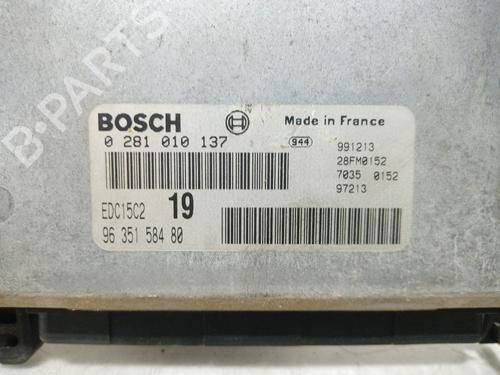 B-PARTS
BOSCH
Made in France
0 281 010 137
944
991213
28FM0152
7035 0152
97213
EDC15C2 19
96 351 584 80